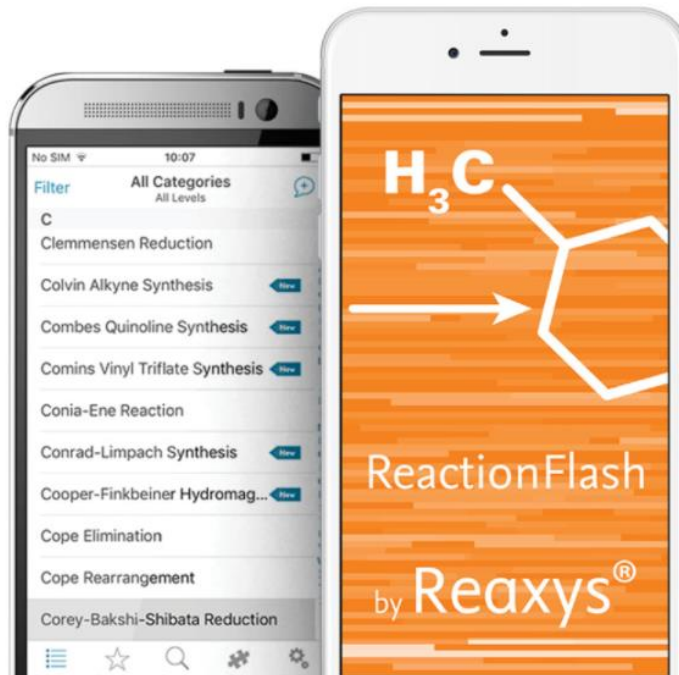 No SIM 10:07
Filter All Categories
All Levels
C
Clemmensen Reduction
Colvin Alkyne Synthesis New
Combes Quinoline Synthesis New
Comins Vinyl Triflate Synthesis New
Conia-Ene Reaction
Conrad-Limpach Synthesis New
Cooper-Finkbeiner Hydromag... New
Cope Elimination
Cope Rearrangement
Corey-Bakshi-Shibata Reduction
H3C
ReactionFlash
by Reaxys®